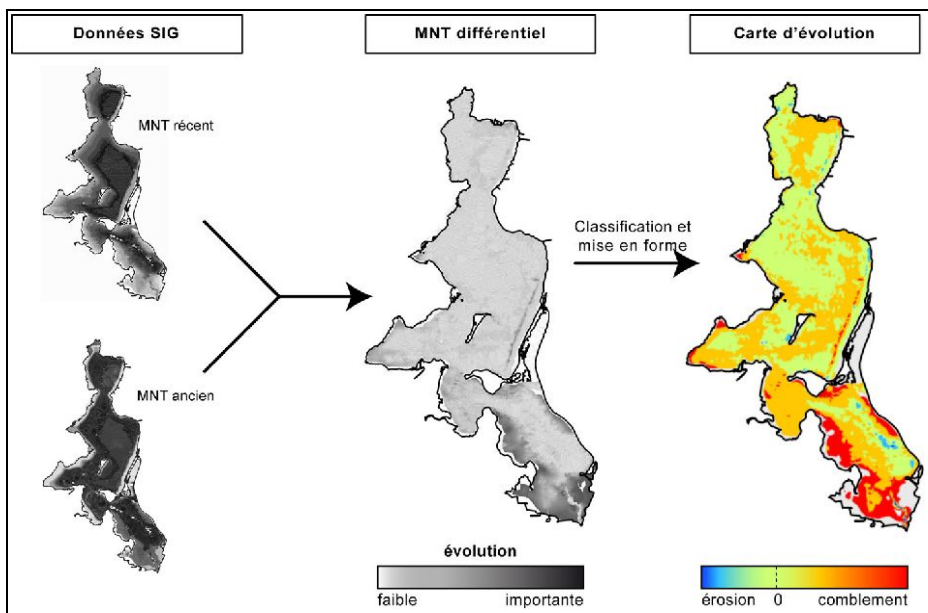 Données SIG
MNT différentiel
Carte d'évolution
MNT récent
Classification et
mise en forme
MNT ancien
évolution
faible
importante
érosion
0
comblement